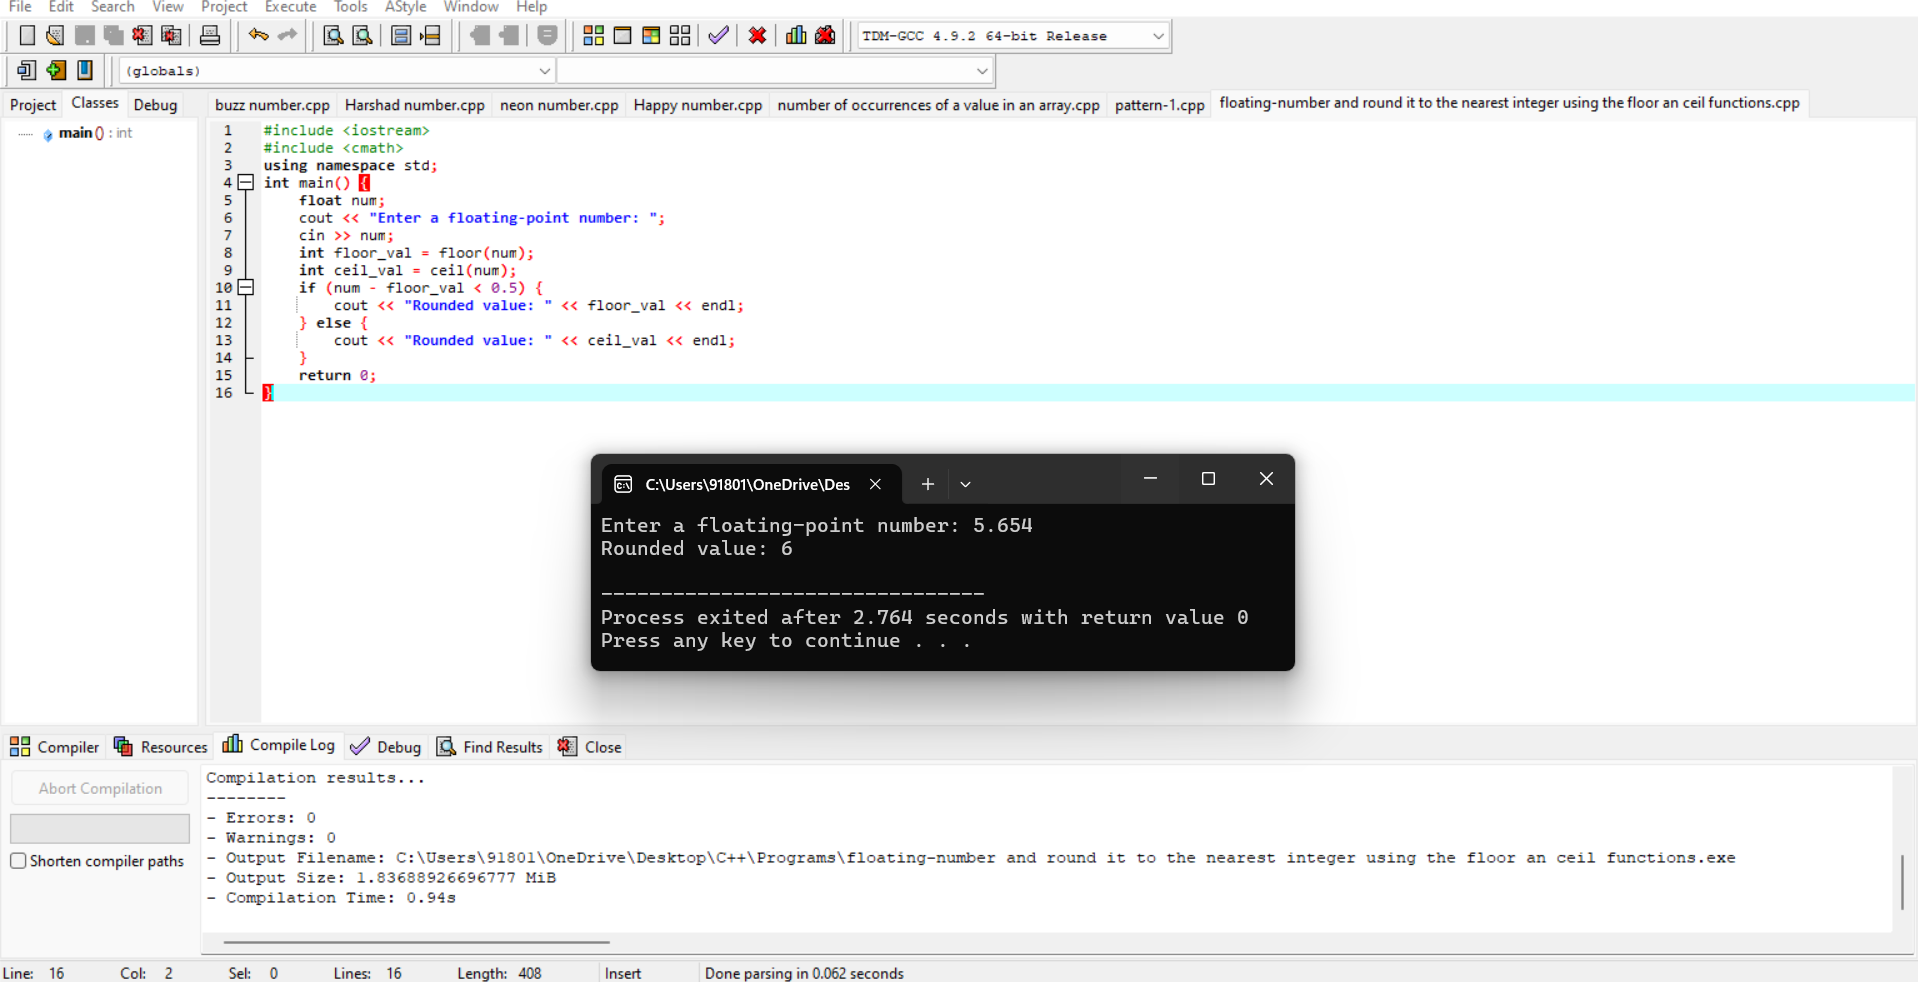 File Edit Search View Project Execute Tools AStyle Window Help
TDM-GCC 4.9.2 64-bit Release
(globals)
Project Classes Debug
buzz number.cpp Harshad number.cpp neon number.cpp Happy number.cpp number of occurrences of a value in an array.cpp pattern-1.cpp floating-number and round it to the nearest integer using the floor an ceil functions.cpp
main () : int
1 #include <iostream>
2 #include <cmath>
3 using namespace std;
4 int main() {
5 float num;
6 cout << "Enter a floating-point number: ";
7 cin >> num;
8 int floor_val = floor(num);
9 int ceil_val = ceil(num);
10 if (num - floor_val < 0.5) {
11 cout << "Rounded value: " << floor_val << endl;
12 } else {
13 cout << "Rounded value: " << ceil_val << endl;
14 }
15 return 0;
16 }
C:\Users\91801\OneDrive\Des
Enter a floating-point number: 5.654
Rounded value: 6
--------------------------------
Process exited after 2.764 seconds with return value 0
Press any key to continue . . .
Compiler Resources Compile Log Debug Find Results Close
Abort Compilation
Shorten compiler paths
Compilation results...
--------
- Errors: 0
- Warnings: 0
- Output Filename: C:\Users\91801\OneDrive\Desktop\C++\Programs\floating-number and round it to the nearest integer using the floor an ceil functions.exe
- Output Size: 1.83688926696777 MiB
- Compilation Time: 0.94s
Line: 16 Col: 2 Sel: 0 Lines: 16 Length: 408 Insert Done parsing in 0.062 seconds